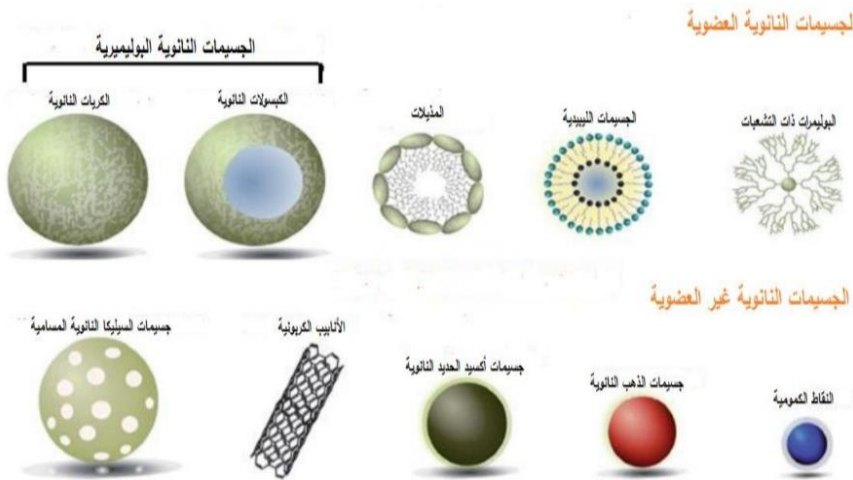 لجسيمات النانوية العضوية
الجسيمات النانوية البوليميرية
البوليمرات ذات التشعبات
الجسيمات الليبيدية
المذيلات
الكبسولات النانوية
الكريات النانوية
الجسيمات النانوية غير العضوية
النقاط الكمومية
جسيمات الذهب النانوية
جسيمات أكسيد الحديد النانوية
الأنابيب الكربونية
جسيمات السيليكا النانوية المسامية